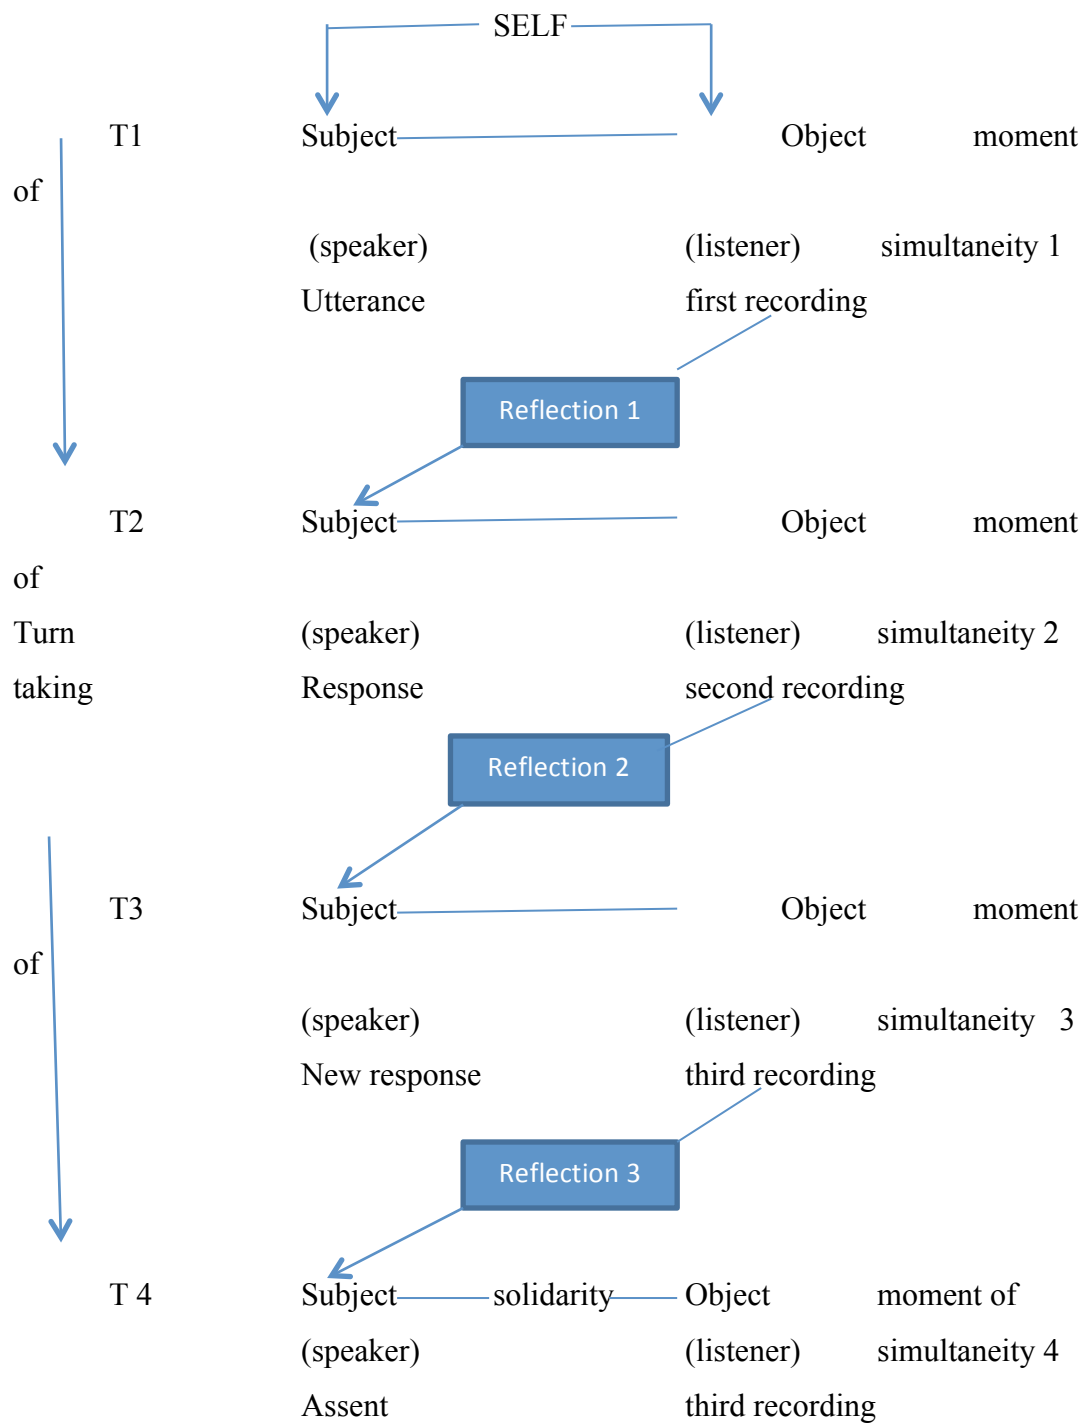 SELF
T1 Subject Object moment
of
(speaker) (listener) simultaneity 1
Utterance first recording
Reflection 1
T2 Subject Object moment
of
Turn (speaker) (listener) simultaneity 2
taking Response second recording
Reflection 2
T3 Subject Object moment
of
(speaker) (listener) simultaneity 3
New response third recording
Reflection 3
T 4 Subject solidarity Object moment of
(speaker) (listener) simultaneity 4
Assent third recording